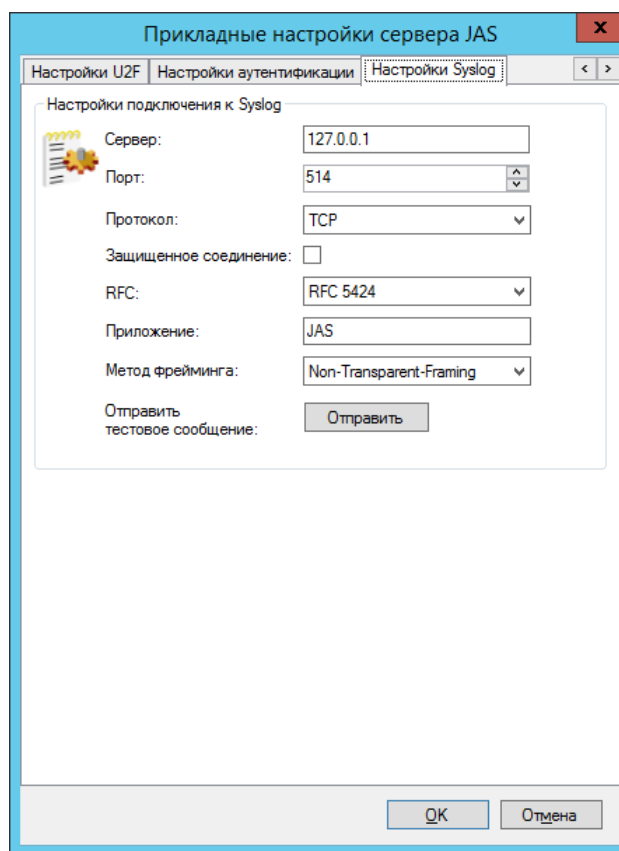 Прикладные настройки сервера JAS
x
Настройки U2F Настройки аутентификации Настройки Syslog < >
Настройки подключения к Syslog
Сервер: 127.0.0.1
Порт: 514
Протокол: TCP
Защищенное соединение:
RFC: RFC 5424
Приложение: JAS
Метод фрейминга: Non-Transparent-Framing
Отправить
тестовое сообщение:
Отправить
OK Отмена